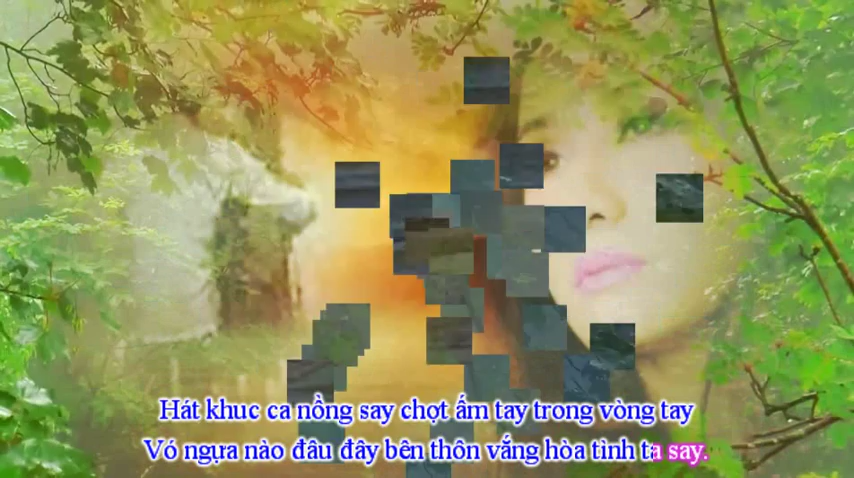 Hát khuc ca nồng say chợt ấm tay trong vòng tay
Vó ngựa nào đâu đây bên thôn vắng hòa tình ta say.